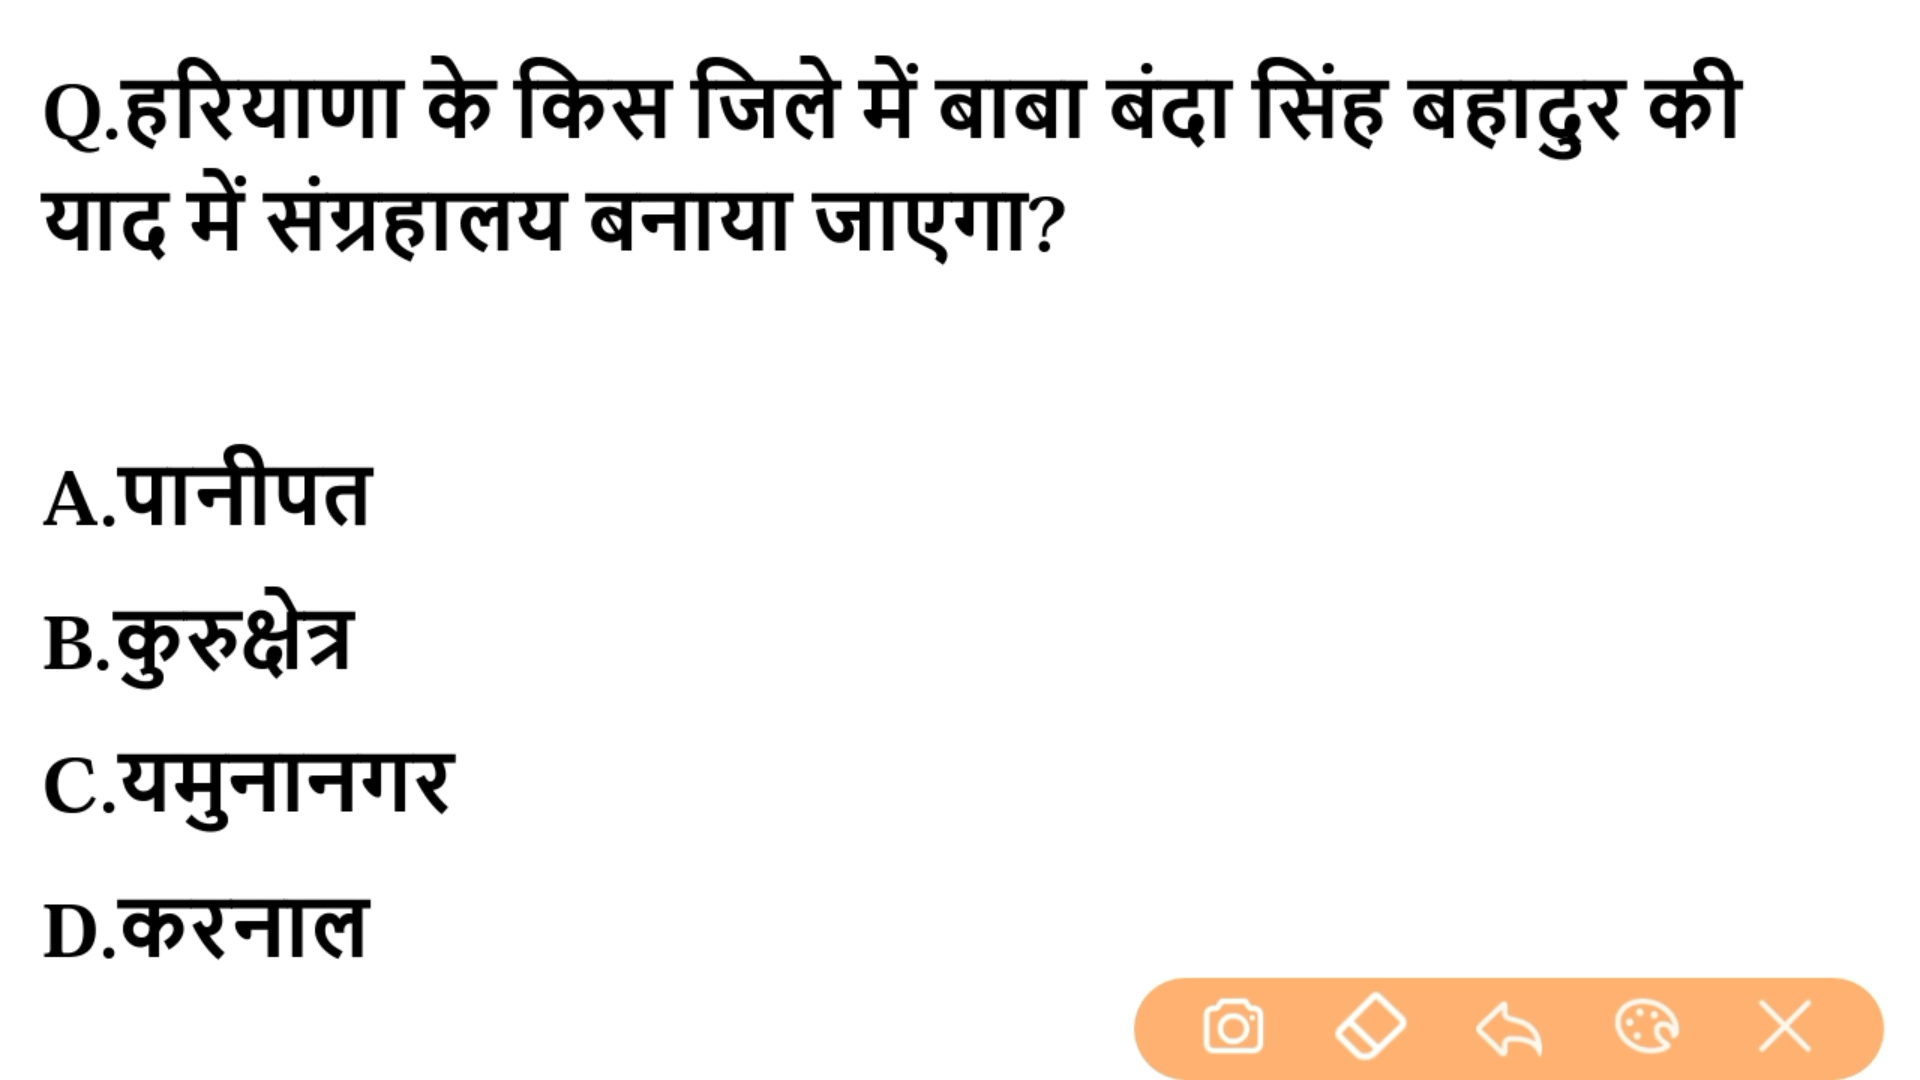 Q.हरियाणा के किस जिले में बाबा बंदा सिंह बहादुर की
याद में संग्रहालय बनाया जाएगा?
A.पानीपत
B.कुरुक्षेत्र
C.यमुनानगर
D.करनाल